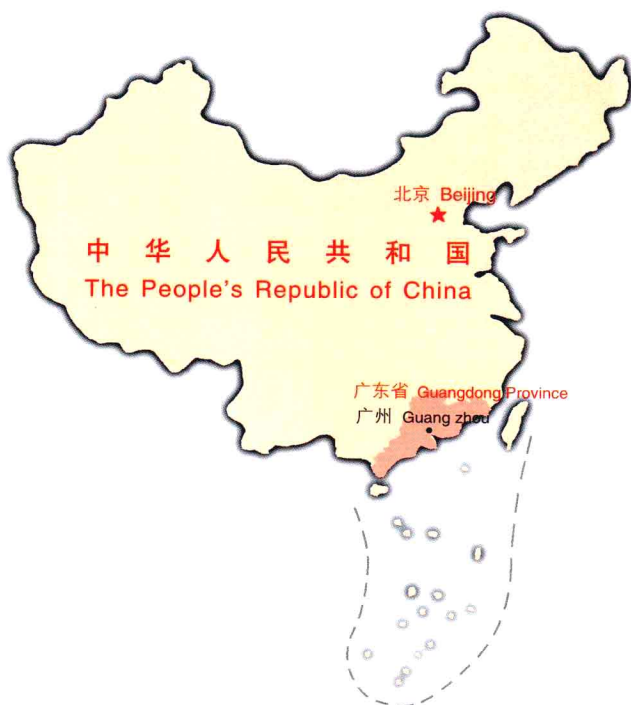 北京 Beijing
中华人民共和国
The People's Republic of China
广东省 Guangdong Province
广州 Guang zhou